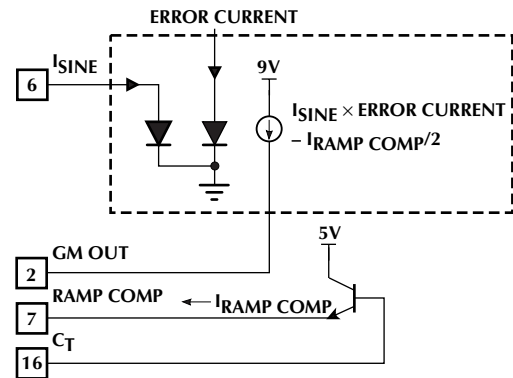 ERROR CURRENT
ISINE
6
9V
ISINE × ERROR CURRENT
– IRAMP COMP/2
GM OUT
5V
2
RAMP COMP
IRAMP COMP
7
CT
16